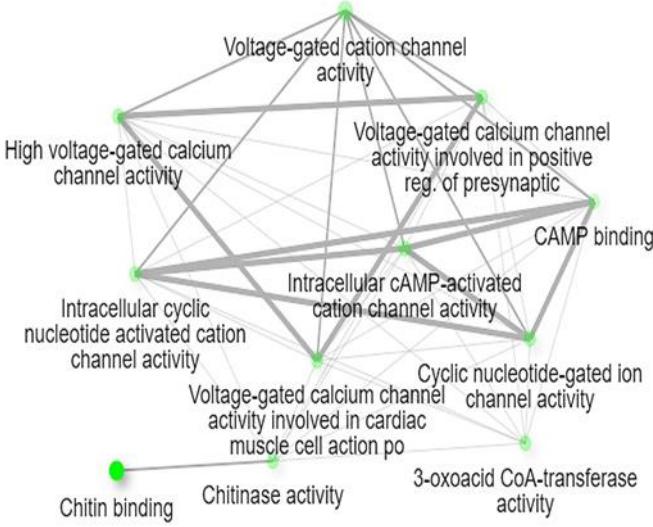 Voltage-gated cation channel
activity
High voltage-gated calcium
channel activity
Voltage-gated calcium channel
activity involved in positive
reg. of presynaptic
CAMP binding
Intracellular cAMP-activated
cation channel activity
Intracellular cyclic
nucleotide activated cation
channel activity
Cyclic nucleotide-gated ion
channel activity
Voltage-gated calcium channel
activity involved in cardiac
muscle cell action po
3-oxoacid CoA-transferase
activity
Chitinase activity
Chitin binding